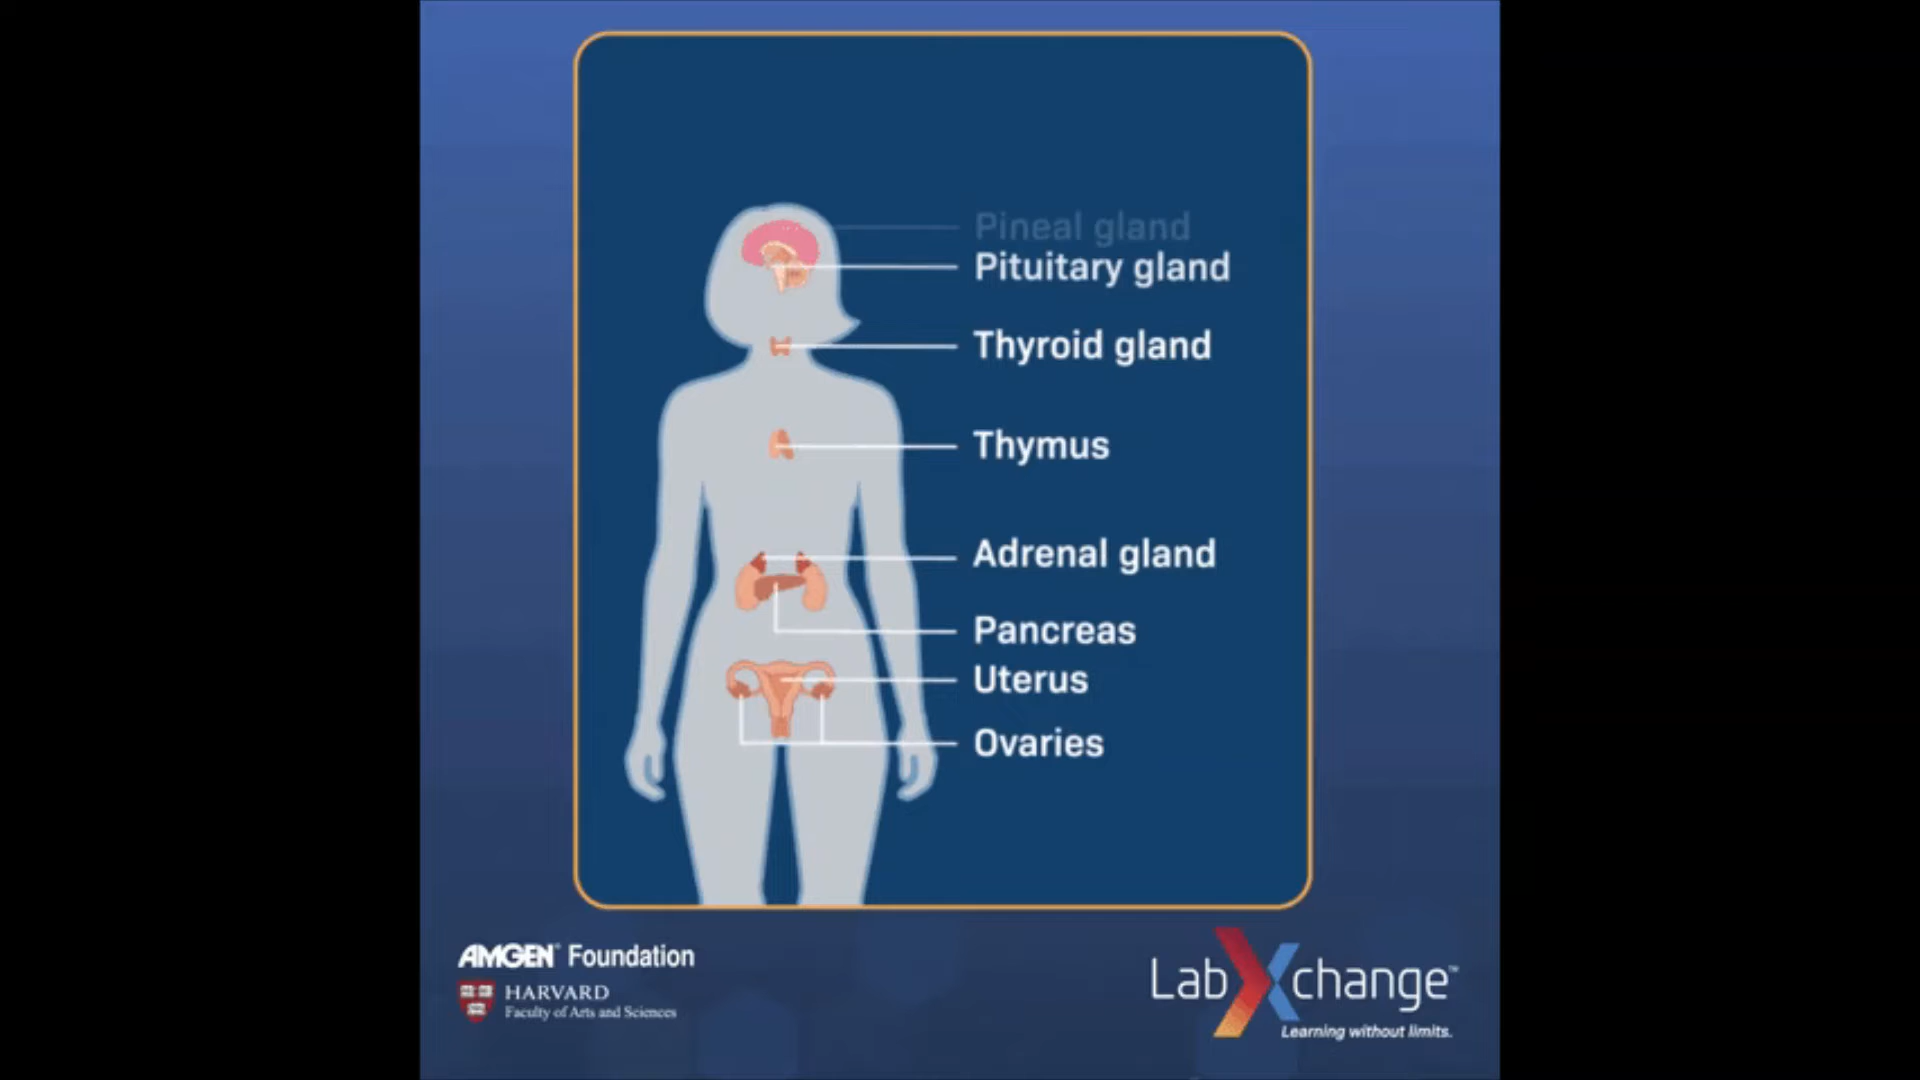 Pineal gland
Pituitary gland
Thyroid gland
Thymus
Adrenal gland
Pancreas
Uterus
Ovaries
AMGEN Foundation
HARVARD
Faculty of Arts and Sciences
LabXchange™
Learning without limits.